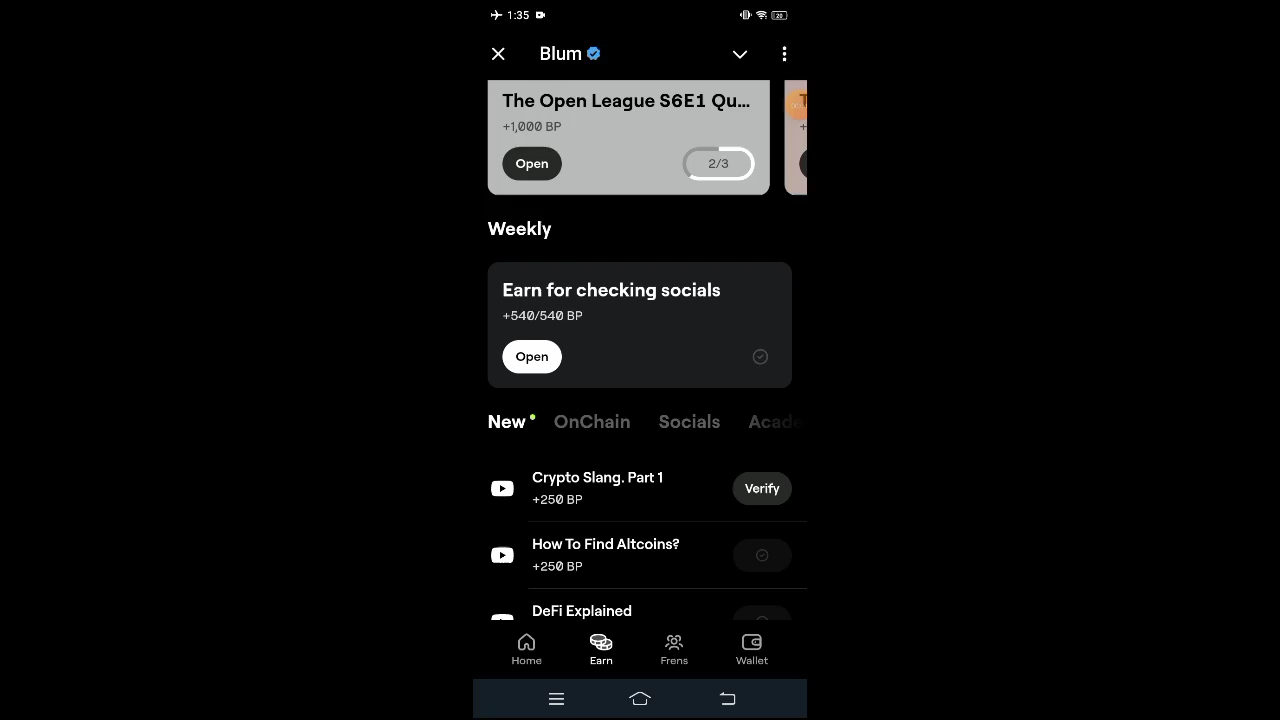 1:35
20
Blum
The Open League S6E1 Qu...
+1,000 BP
Open
2/3
Weekly
Earn for checking socials
+540/540 BP
Open
New
OnChain
Socials
Acade
Crypto Slang. Part 1
+250 BP
Verify
How To Find Altcoins?
+250 BP
DeFi Explained
Home
Earn
Frens
Wallet